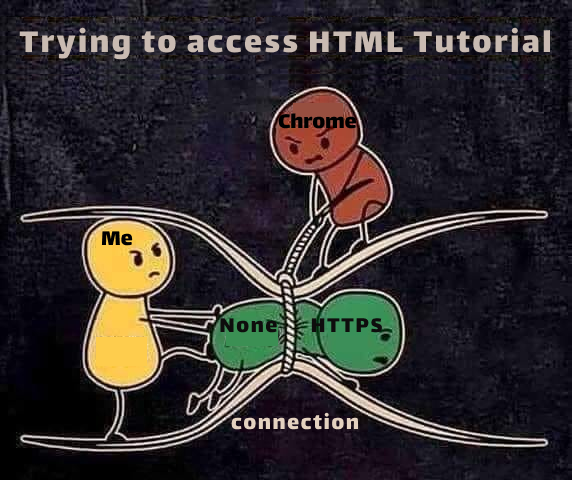 Trying to access HTML Tutorial
Chrome
Me
None HTTPS
connection